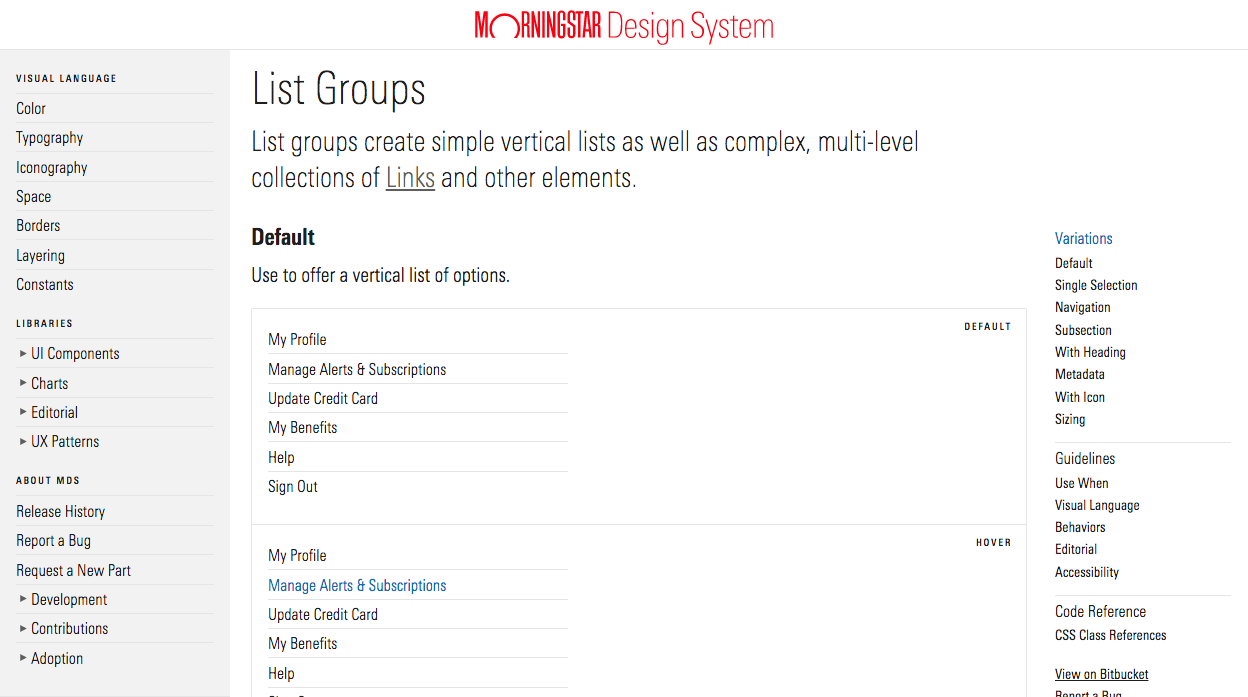 MORNINGSTAR Design System
VISUAL LANGUAGE
Color
Typography
Iconography
Space
Borders
Layering
Constants
LIBRARIES
UI Components
Charts
Editorial
UX Patterns
ABOUT MDS
Release History
Report a Bug
Request a New Part
Development
Contributions
Adoption
List Groups
List groups create simple vertical lists as well as complex, multi-level
collections of Links and other elements.
Default
Use to offer a vertical list of options.
DEFAULT
My Profile
Manage Alerts & Subscriptions
Update Credit Card
My Benefits
Help
Sign Out
HOVER
My Profile
Manage Alerts & Subscriptions
Update Credit Card
My Benefits
Help
Variations
Default
Single Selection
Navigation
Subsection
With Heading
Metadata
With Icon
Sizing
Guidelines
Use When
Visual Language
Behaviors
Editorial
Accessibility
Code Reference
CSS Class References
View on Bitbucket
Report a Bug